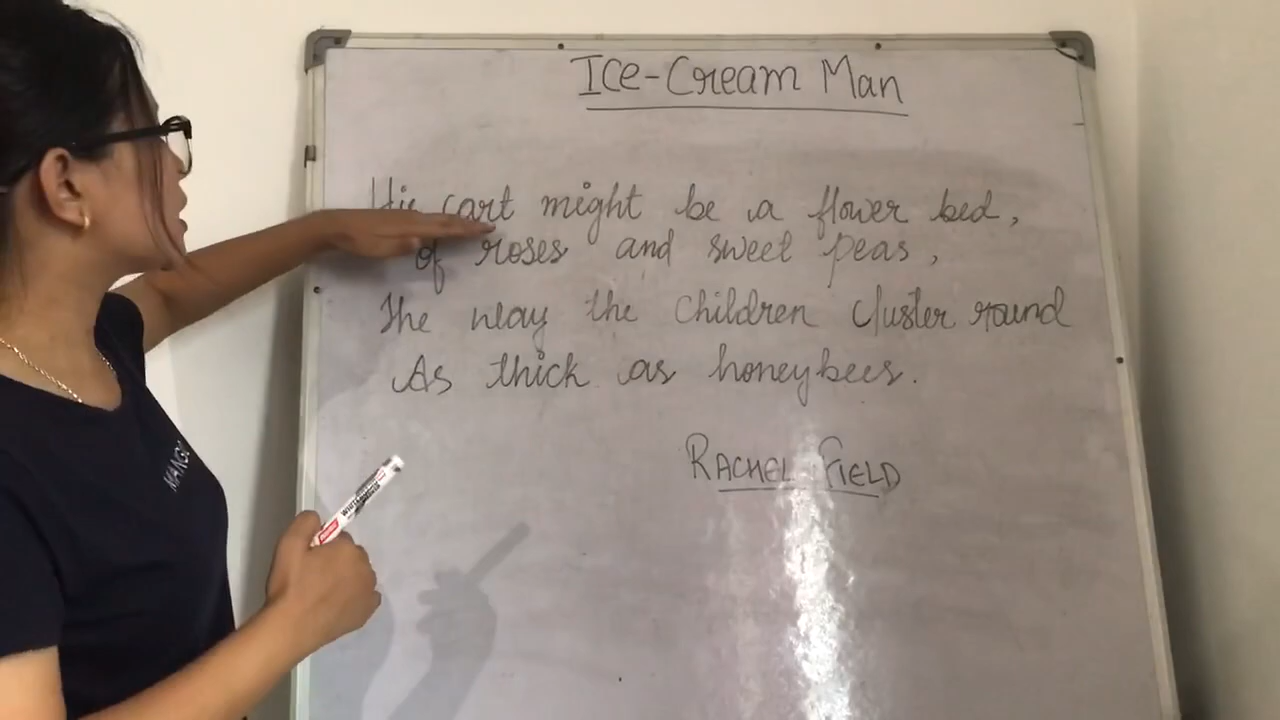 Ice-Cream Man
His cart might be a flower bed,
of roses and sweet peas,
The way the children cluster round
As thick as honeybees.
RACHEL FIELD
MANGO